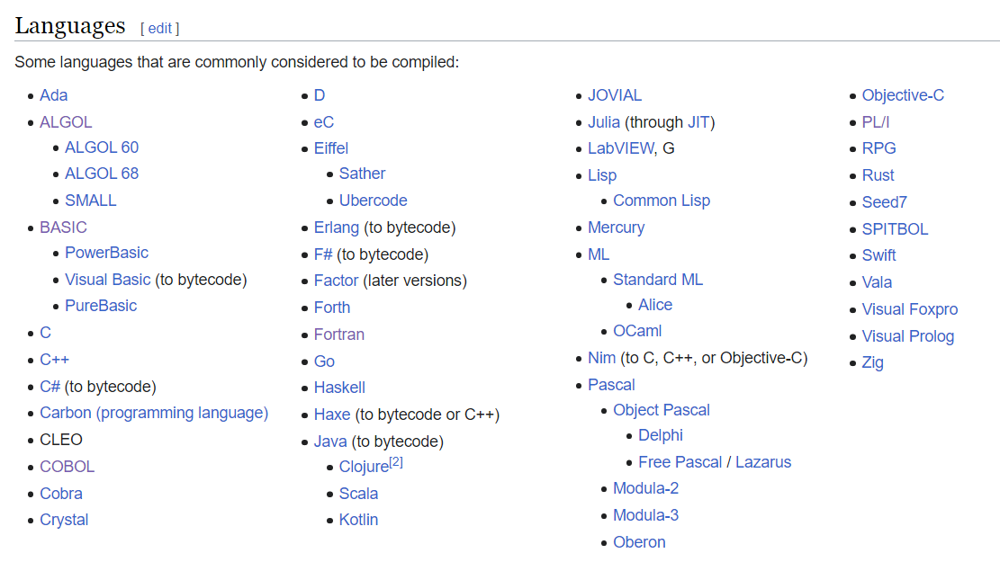 Languages [ edit ]
Some languages that are commonly considered to be compiled:
Ada
ALGOL
ALGOL 60
ALGOL 68
SMALL
BASIC
PowerBasic
Visual Basic (to bytecode)
PureBasic
C
C++
C# (to bytecode)
Carbon (programming language)
CLEO
COBOL
Cobra
Crystal
D
eC
Eiffel
Sather
Ubercode
Erlang (to bytecode)
F# (to bytecode)
Factor (later versions)
Forth
Fortran
Go
Haskell
Haxe (to bytecode or C++)
Java (to bytecode)
Clojure[2]
Scala
Kotlin
JOVIAL
Julia (through JIT)
LabVIEW, G
Lisp
Common Lisp
Mercury
ML
Standard ML
Alice
OCaml
Nim (to C, C++, or Objective-C)
Pascal
Object Pascal
Delphi
Free Pascal / Lazarus
Modula-2
Modula-3
Oberon
Objective-C
PL/I
RPG
Rust
Seed7
SPITBOL
Swift
Vala
Visual Foxpro
Visual Prolog
Zig